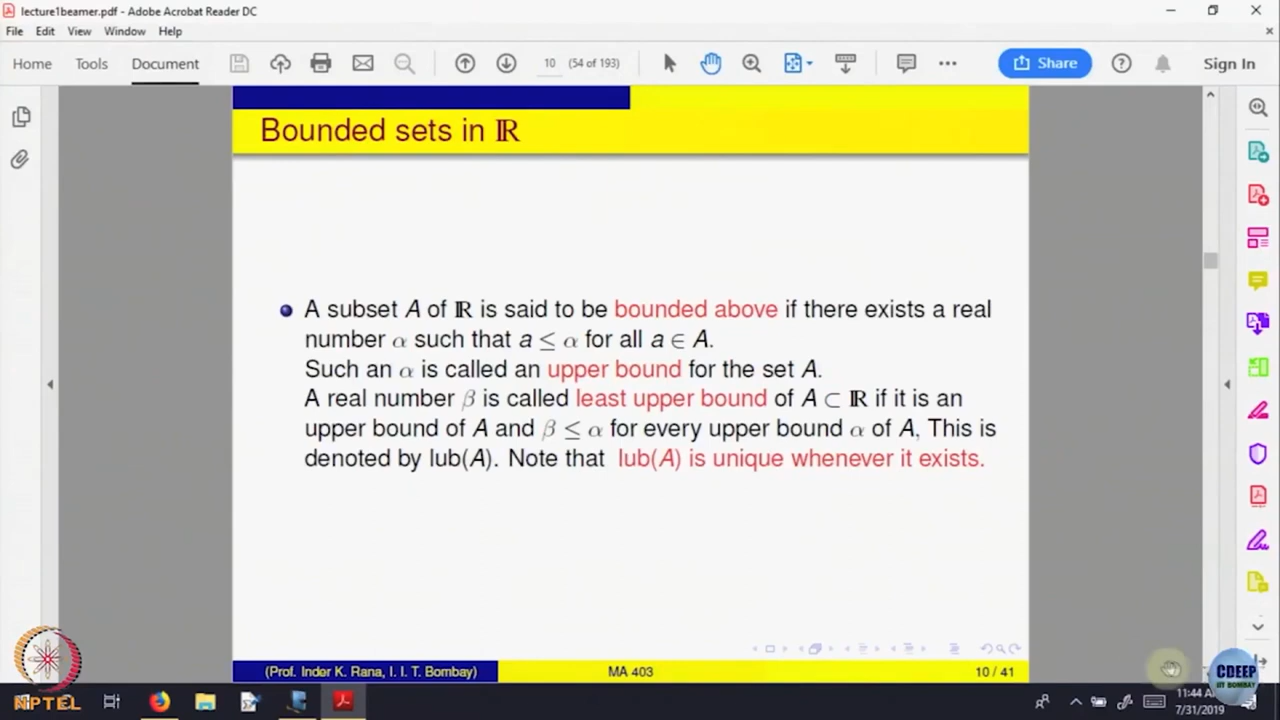 lecture1beamer.pdf - Adobe Acrobat Reader DC
File Edit View Window Help
Home Tools Document 10 (54 of 193) Share Sign In
Bounded sets in ℝ
A subset A of ℝ is said to be bounded above if there exists a real
number α such that a ≤ α for all a ∈ A.
Such an α is called an upper bound for the set A.
A real number β is called least upper bound of A ⊂ ℝ if it is an
upper bound of A and β ≤ α for every upper bound α of A, This is
denoted by lub(A). Note that lub(A) is unique whenever it exists.
(Prof. Inder K. Rana, I. I. T. Bombay) MA 403 10 / 41
NPTEL
CDEEP
IIT BOMBAY
11:44
7/31/2019